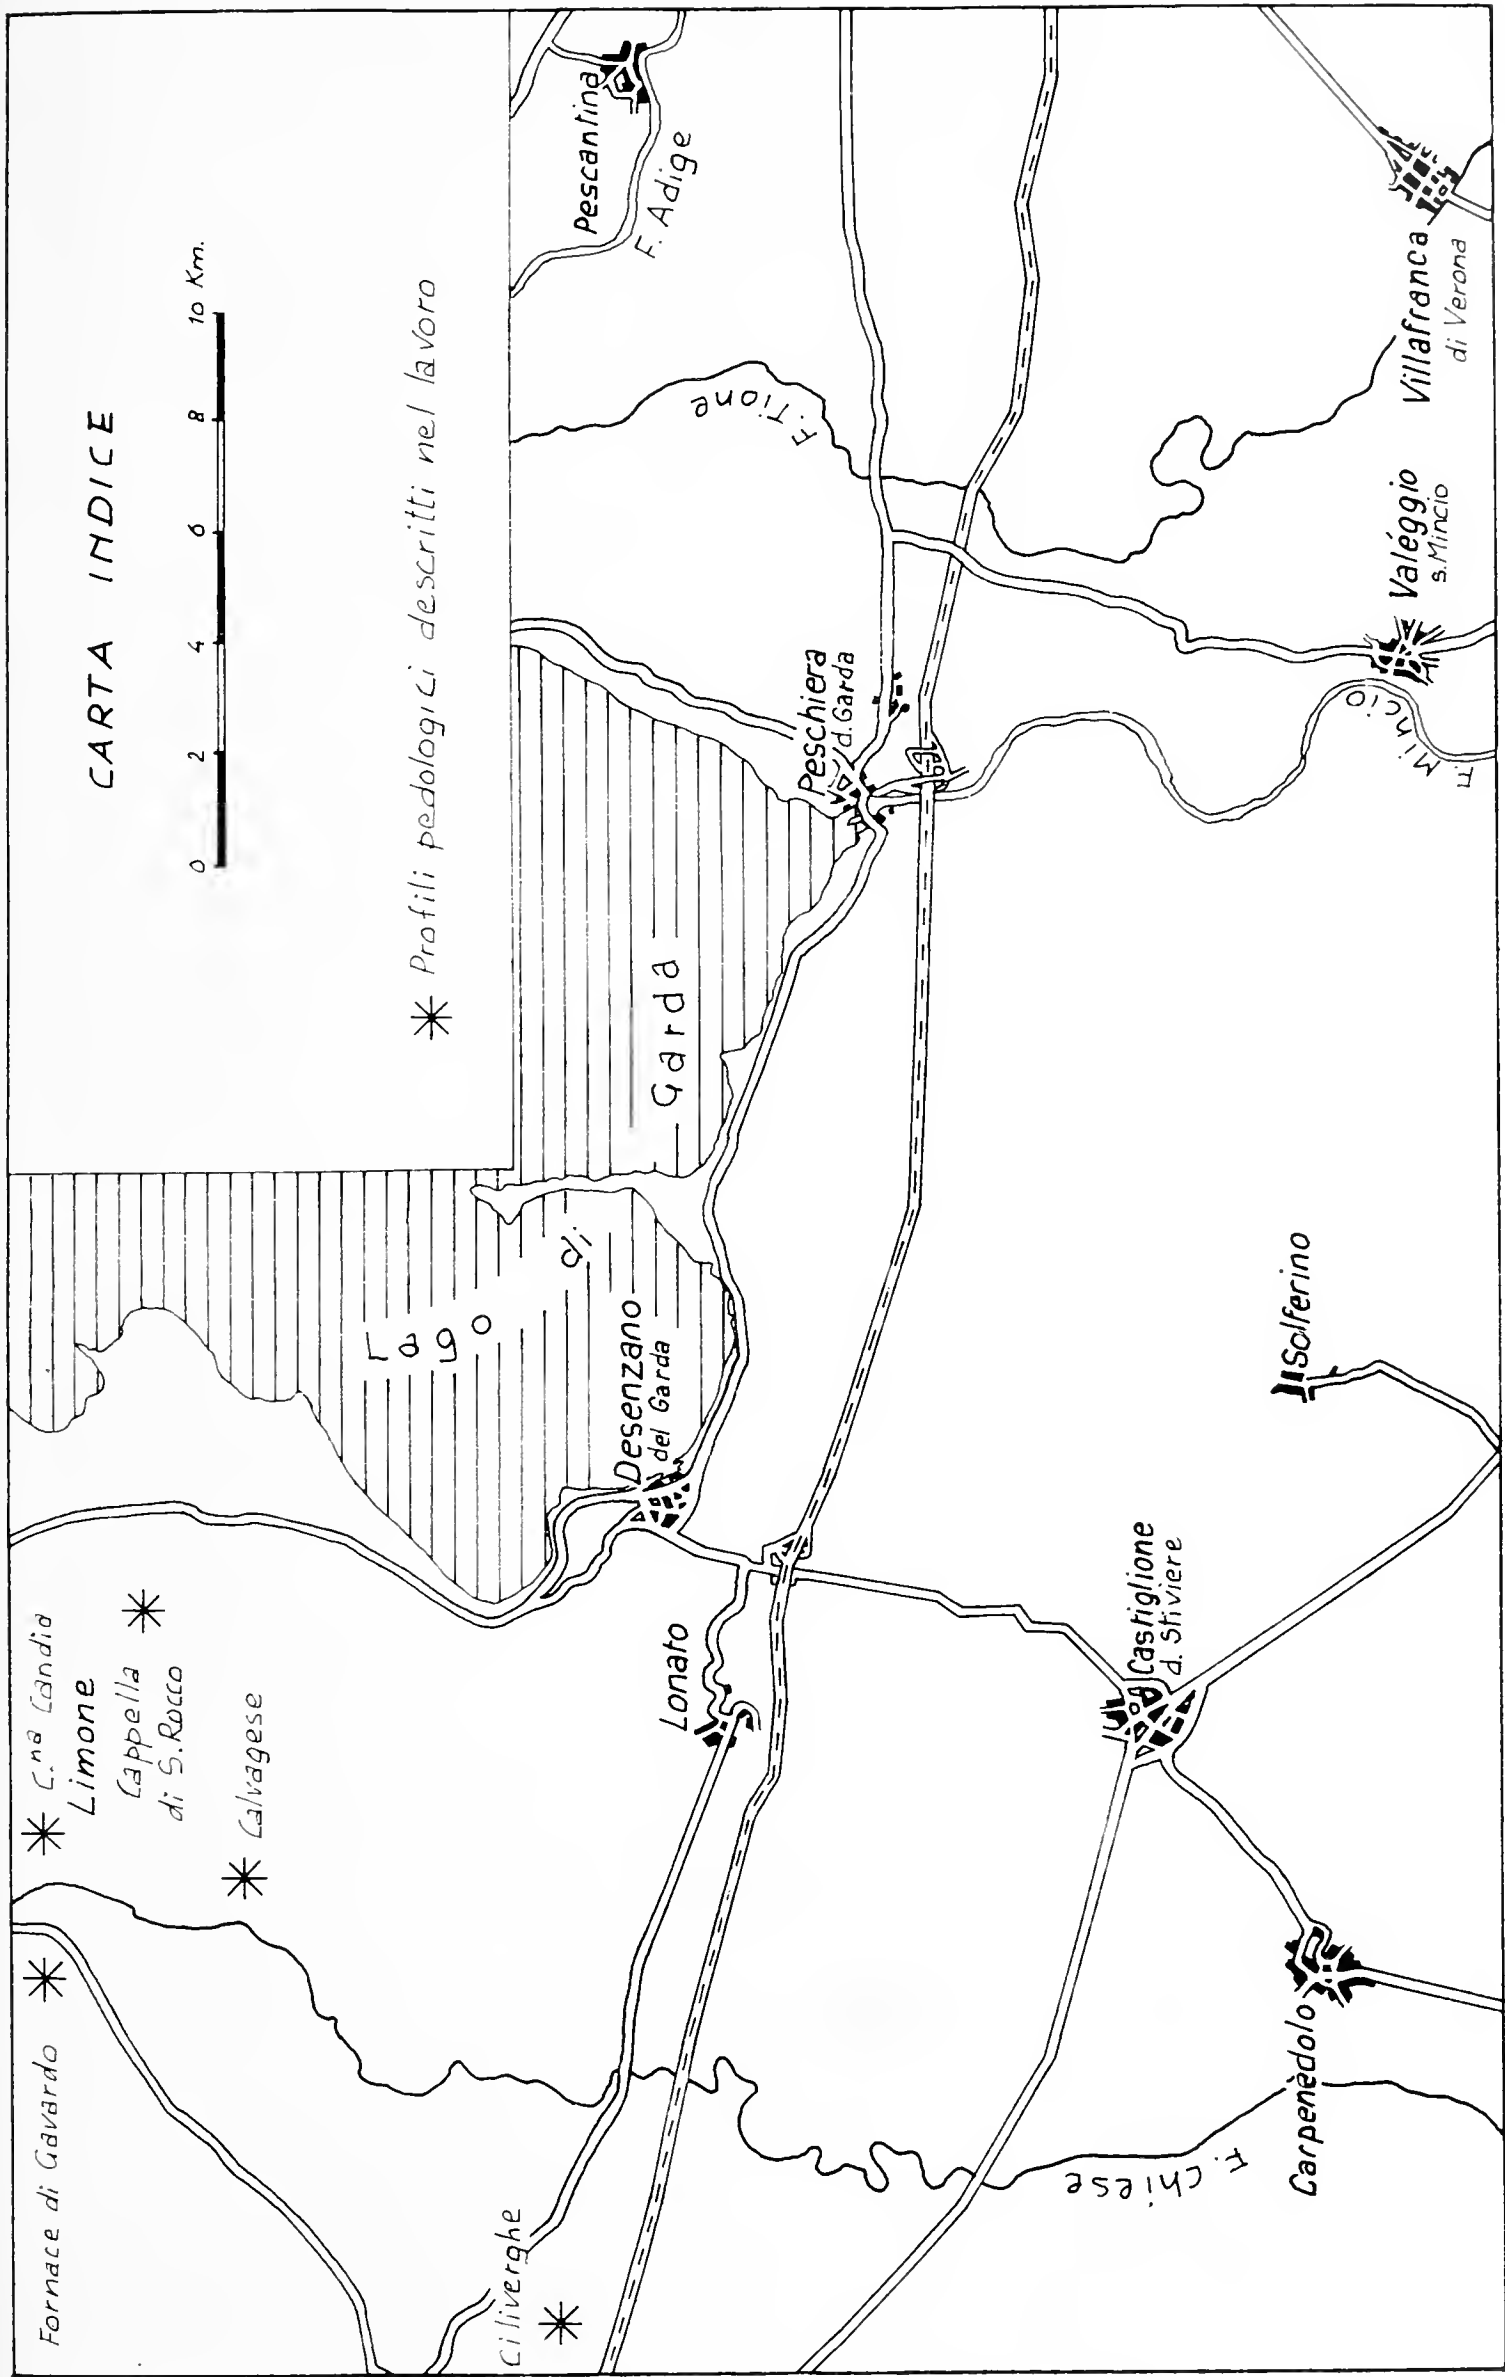 CARTA INDICE
0 2 4 6 8 10 Km.
Profili pedologici descritti nel lavoro
Fornace di Gavardo
C.na Candia
Limone
Cappella
di S. Rocco
Calvagese
Ciliverghe
Lonato
Desenzano
del Garda
Lago
di
Garda
Peschiera
d. Garda
Pescantina
F. Adige
F. Tione
Castiglione
d. Stiviere
Solferino
Carpenédolo
F. Chiese
Valéggio
s. Mincio
F. Mincio
Villafranca
di Verona